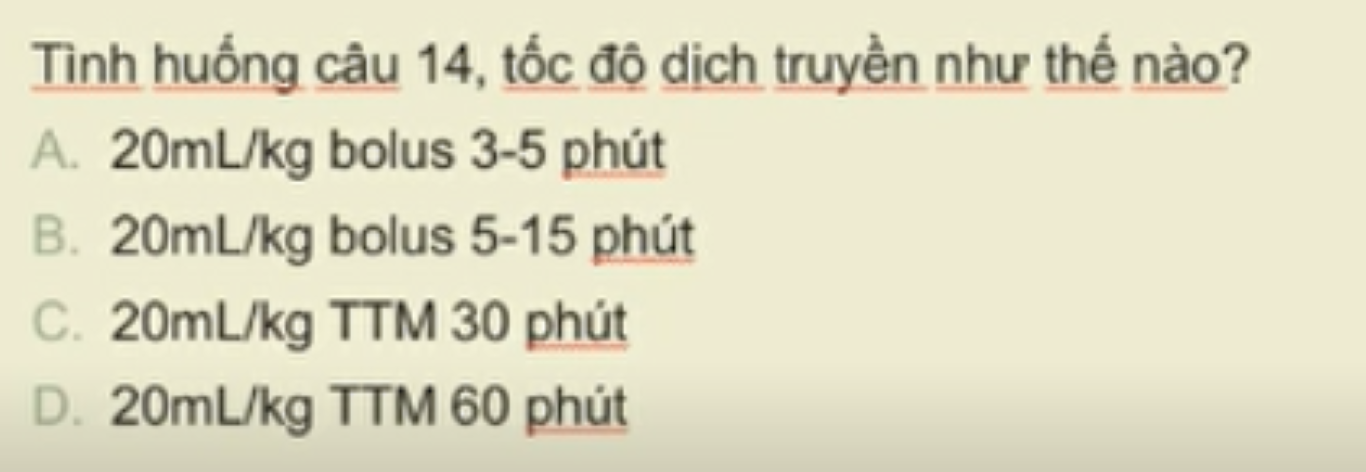 Tình huống câu 14, tốc độ dịch truyền như thế nào?
A. 20mL/kg bolus 3-5 phút
B. 20mL/kg bolus 5-15 phút
C. 20mL/kg TTM 30 phút
D. 20mL/kg TTM 60 phút